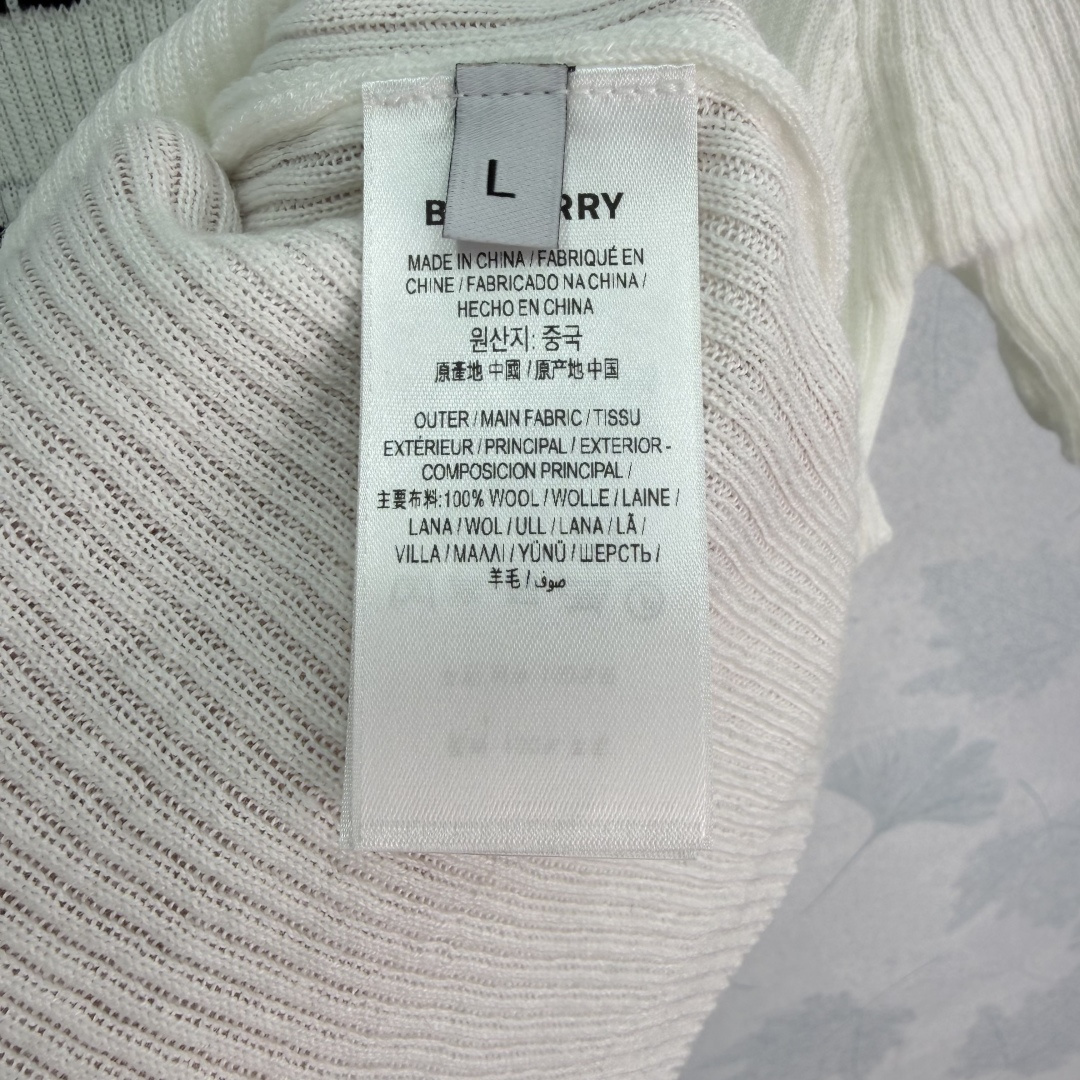 L
B RRY
MADE IN CHINA / FABRIQUÉ EN
CHINE / FABRICADO NA CHINA /
HECHO EN CHINA
원산지: 중국
原產地 中國 / 原产地 中国
OUTER / MAIN FABRIC / TISSU
EXTÉRIEUR / PRINCIPAL / EXTERIOR -
COMPOSICION PRINCIPAL /
主要布料:100% WOOL / WOLLE / LAINE /
LANA / WOL / ULL / LANA / LÃ /
VILLA / ΜΑΛΛΙ / YÜNÜ / ШЕРСТЬ /
羊毛 / صوف